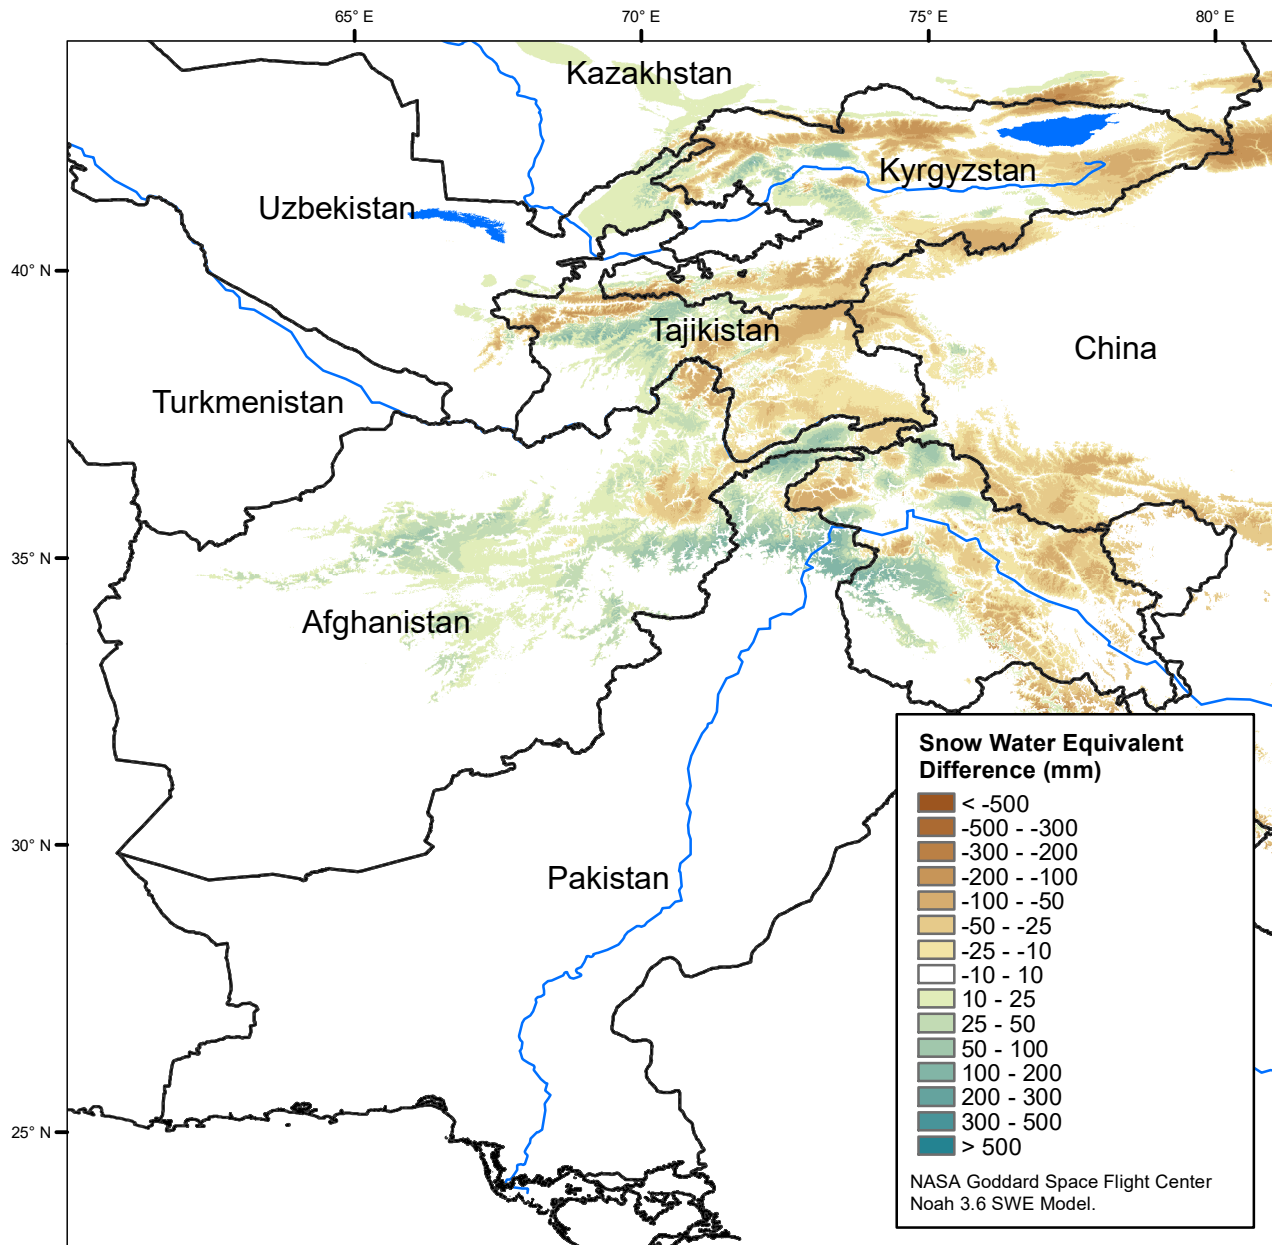 65° E
70° E
75° E
80° E
Kazakhstan
Kyrgyzstan
Uzbekistan
40° N
Tajikistan
China
Turkmenistan
35° N
Afghanistan
Snow Water Equivalent
Difference (mm)
< -500
-500 - -300
-300 - -200
-200 - -100
-100 - -50
-50 - -25
-25 - -10
-10 - 10
10 - 25
25 - 50
50 - 100
100 - 200
200 - 300
300 - 500
> 500
NASA Goddard Space Flight Center
Noah 3.6 SWE Model.
30° N
Pakistan
25° N